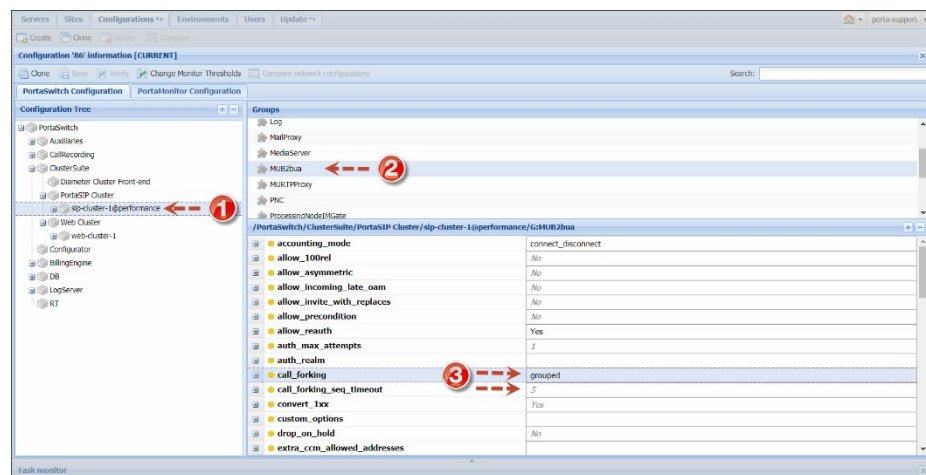 Servers Sites Configurations Environments Users Update porta-support
Create Clone Delete Compare
Configuration '86' information [CURRENT]
Clone Save Verify Change Monitor Thresholds Compare network configurations Search:
PortaSwitch Configuration PortaMonitor Configuration
Configuration Tree
PortaSwitch
Auxiliaries
CallRecording
ClusterSuite
Diameter Cluster Front-end
PortaSIP Cluster
sip-cluster-1@performance 1
Web Cluster
web-cluster-1
Configurator
BillingEngine
DB
LogServer
RT
Groups
Log
MailProxy
MediaServer
MUB2bua 2
MURTPProxy
PNC
ProcessingNodeIMGate
/PortaSwitch/ClusterSuite/PortaSIP Cluster/sip-cluster-1@performance/G:MUB2bua
accounting_mode connect_disconnect
allow_100rel No
allow_asymmetric No
allow_incoming_late_oam No
allow_invite_with_replaces No
allow_precondition No
allow_reauth Yes
auth_max_attempts 1
auth_realm
call_forking 3 grouped
call_forking_seq_timeout 5
convert_1xx Yes
custom_options
drop_on_hold No
extra_ccm_allowed_addresses
Task monitor